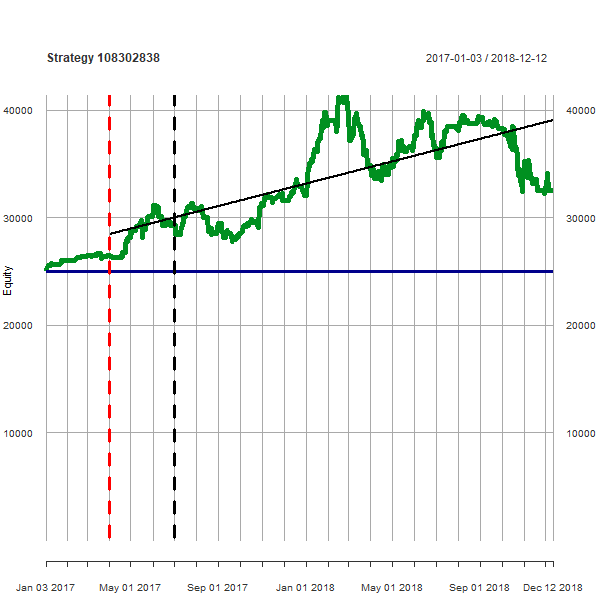 Strategy 108302838
2017-01-03 / 2018-12-12
40000 40000
30000 30000
Equity
20000 20000
10000 10000
Jan 03 2017 May 01 2017 Sep 01 2017 Jan 01 2018 May 01 2018 Sep 01 2018 Dec 12 2018